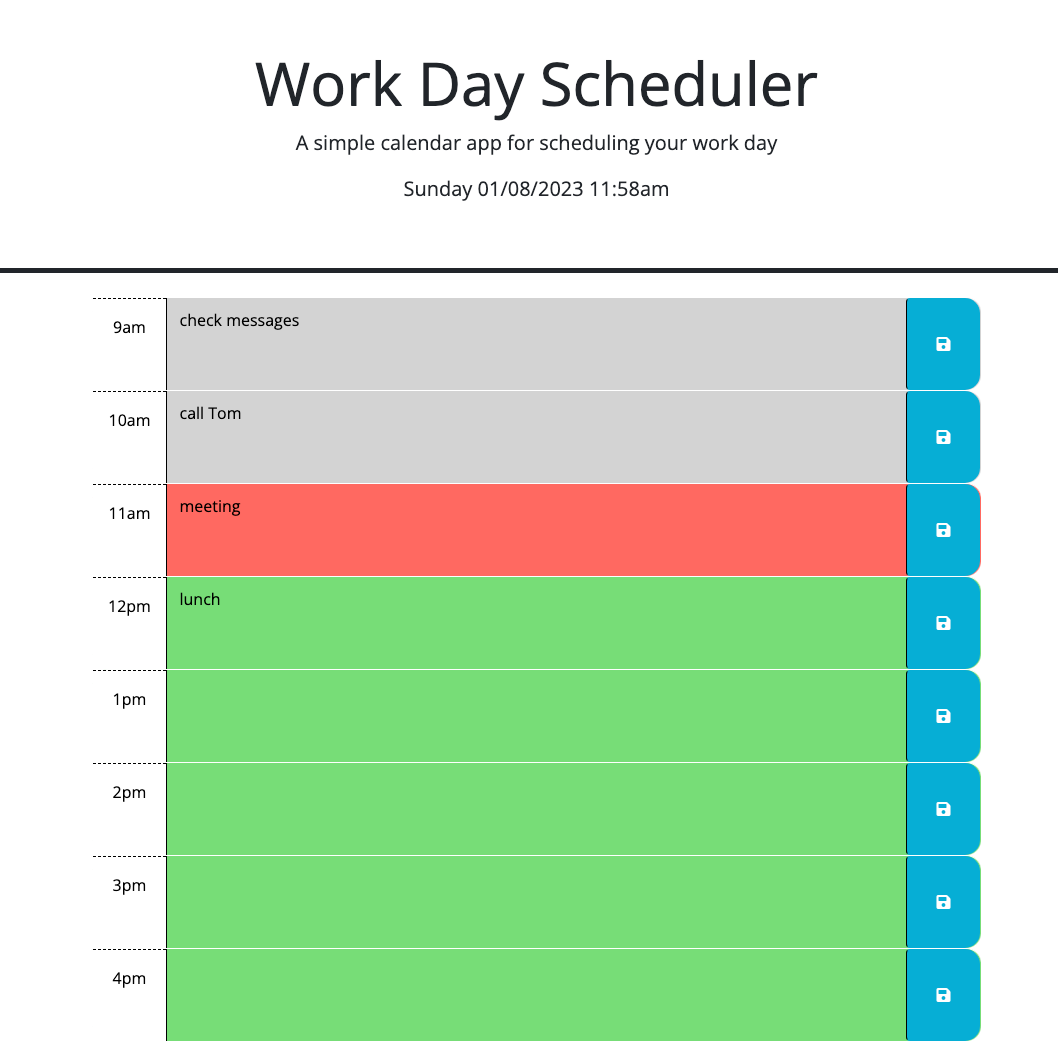 Work Day Scheduler
A simple calendar app for scheduling your work day
Sunday 01/08/2023 11:58am
9am check messages
10am call Tom
11am meeting
12pm lunch
1pm
2pm
3pm
4pm